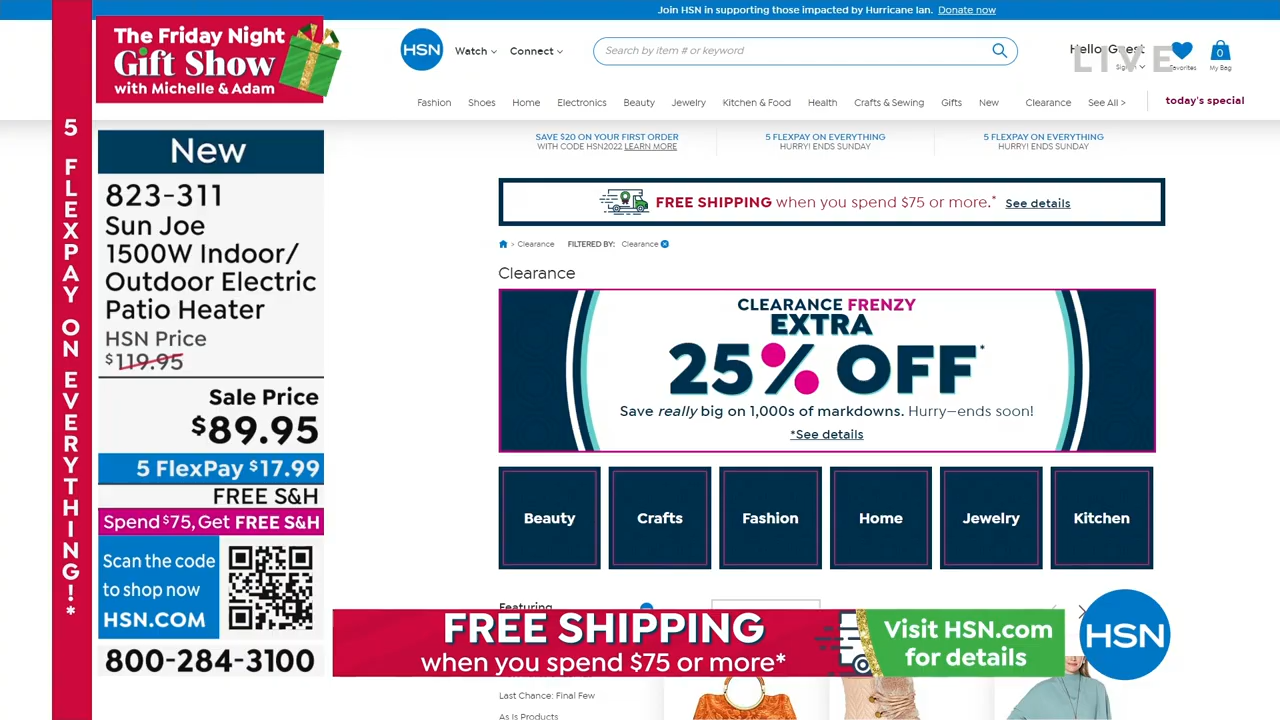 Join HSN in supporting those impacted by Hurricane Ian. Donate now
The Friday Night
Gift Show
with Michelle & Adam
HSN
Watch
Connect
Search by item # or keyword
Hello, Guest
LIVE
Favorites
0
My Bag
Fashion Shoes Home Electronics Beauty Jewelry Kitchen & Food Health Crafts & Sewing Gifts New Clearance See All > today's special
SAVE $20 ON YOUR FIRST ORDER
WITH CODE HSN2022 LEARN MORE
5 FLEXPAY ON EVERYTHING
HURRY! ENDS SUNDAY
5 FLEXPAY ON EVERYTHING
HURRY! ENDS SUNDAY
5 FLEXPAY ON EVERYTHING!*
New
823-311
Sun Joe
1500W Indoor/
Outdoor Electric
Patio Heater
HSN Price
$119.95
Sale Price
$89.95
5 FlexPay $17.99
FREE S&H
Spend $75, Get FREE S&H
Scan the code
to shop now
HSN.COM
800-284-3100
FREE SHIPPING when you spend $75 or more.* See details
> Clearance FILTERED BY: Clearance
Clearance
CLEARANCE FRENZY
EXTRA
25% OFF*
Save really big on 1,000s of markdowns. Hurry—ends soon!
*See details
Beauty
Crafts
Fashion
Home
Jewelry
Kitchen
Featuring
FREE SHIPPING
when you spend $75 or more*
Visit HSN.com
for details
HSN
Last Chance: Final Few
As Is Products